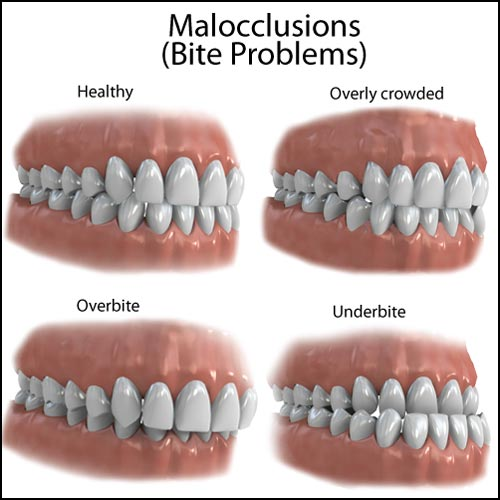 Malocclusions
(Bite Problems)
Healthy
Overly crowded
Overbite
Underbite